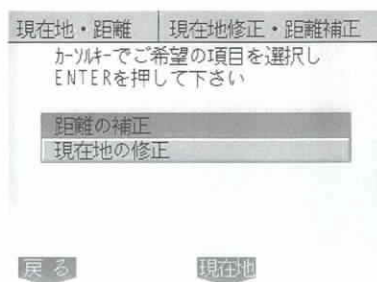 現在地・距離 現在地修正・距離補正
ｶｰｿﾙｷｰでご希望の項目を選択し
ENTERを押して下さい
距離の補正
現在地の修正
戻る 現在地